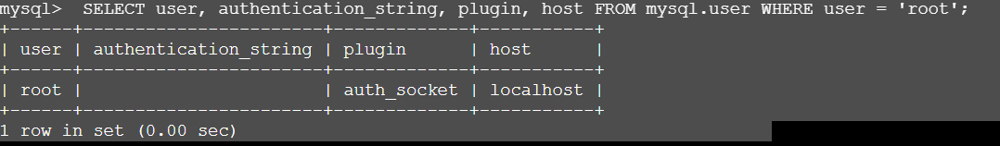 mysql>  SELECT user, authentication_string, plugin, host FROM mysql.user WHERE user = 'root';
+------+-----------------------+-------------+-----------+
| user | authentication_string | plugin      | host      |
+------+-----------------------+-------------+-----------+
| root |                       | auth_socket | localhost |
+------+-----------------------+-------------+-----------+
1 row in set (0.00 sec)